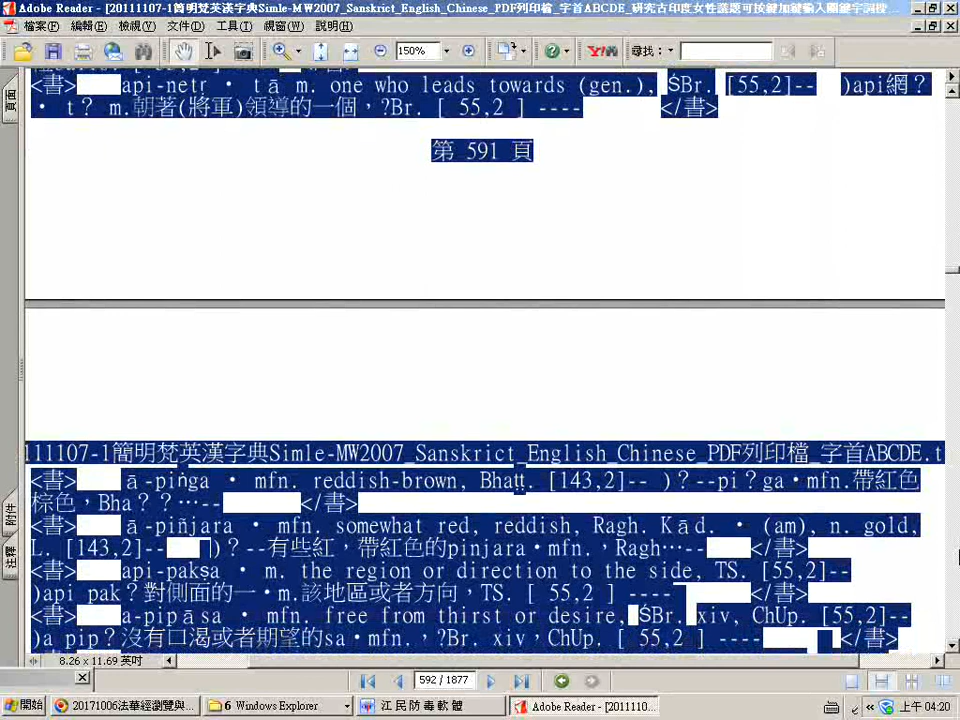 Adobe Reader - [20111107-1簡明梵英漢字典Simle-MW2007_Sanskrict_English_Chinese_PDF列印檔_字首ABCDE_研究古印度女性議題可按鍵加鍵輸入關鍵字詞搜
檔案(F) 編輯(E) 檢視(V) 文件(D) 工具(T) 視窗(W) 說明(H)
150% Y! 尋找:
頁面
<書> api-netṛ · tā m. one who leads towards (gen.), ŚBr. [55,2]-- )api網?
· t? m.朝著(將軍)領導的一個,?Br. [ 55,2 ] ---- </書>
第 591 頁
111107-1簡明梵英漢字典Simle-MW2007_Sanskrict_English_Chinese_PDF列印檔_字首ABCDE.t
<書> ā-piṅga · mfn. reddish-brown, Bhaṭṭ. [143,2]-- )?--pi?ga·mfn.帶紅色
棕色,Bha??…-- </書>
<書> ā-piñjara · mfn. somewhat red, reddish, Ragh. Kād. · (am), n. gold,
L. [143,2]-- )?--有些紅,帶紅色的pinjara·mfn.,Ragh…-- </書>
<書> api-pakṣa · m. the region or direction to the side, TS. [55,2]--
)api pak?對側面的一·m.該地區或者方向,TS. [ 55,2 ] ---- </書>
<書> a-pipāsa · mfn. free from thirst or desire, ŚBr. xiv, ChUp. [55,2]--
)a pip?沒有口渴或者期望的sa·mfn.,?Br. xiv,ChUp. [ 55,2 ] ---- </書>
附件
注釋
8.26 x 11.69 英吋
592 / 1877
開始 20171006法華經瀏覽與... 6 Windows Explorer 江民防毒軟體 Adobe Reader - [2011110... 上午 04:20